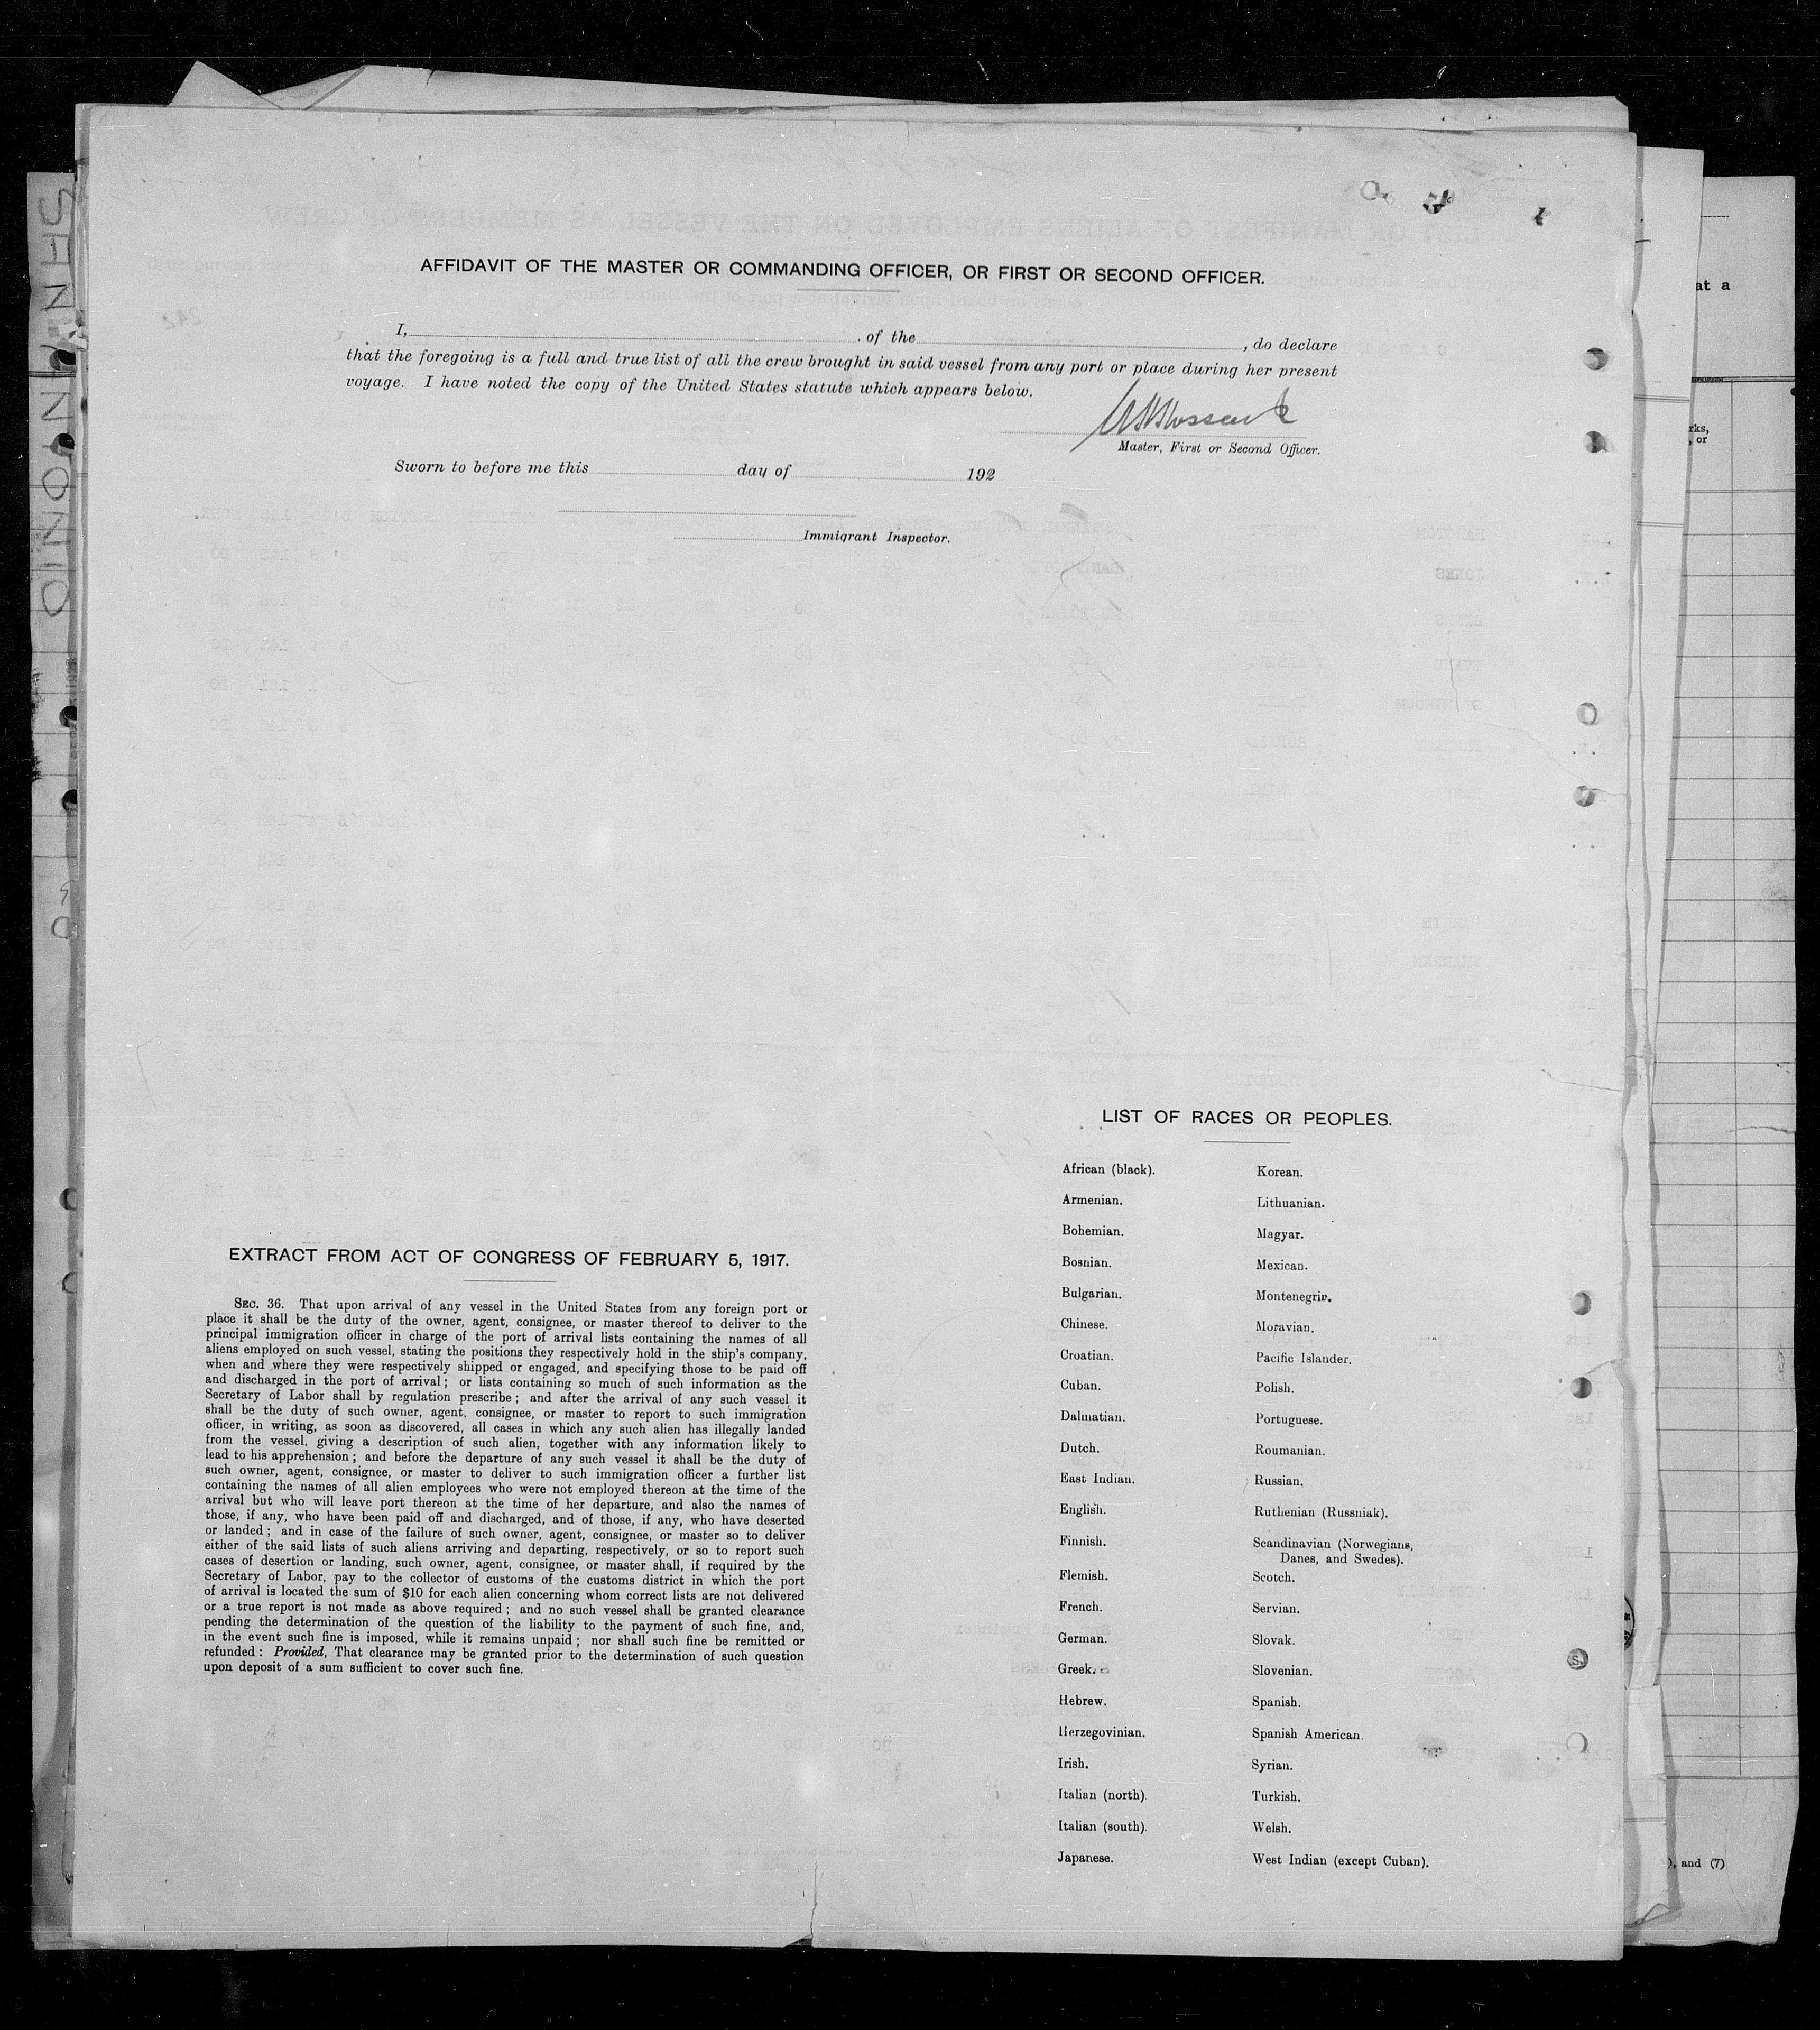 AFFIDAVIT OF THE MASTER OR COMMANDING OFFICER, OR FIRST OR SECOND OFFICER.
I, of the , do declare
that the foregoing is a full and true list of all the crew brought in said vessel from any port or place during her present
voyage. I have noted the copy of the United States statute which appears below.
Master, First or Second Officer.
Sworn to before me this day of 192
Immigrant Inspector.
EXTRACT FROM ACT OF CONGRESS OF FEBRUARY 5, 1917.
SEC. 36. That upon arrival of any vessel in the United States from any foreign port or
place it shall be the duty of the owner, agent, consignee, or master thereof to deliver to the
principal immigration officer in charge of the port of arrival lists containing the names of all
aliens employed on such vessel, stating the positions they respectively hold in the ship's company,
when and where they were respectively shipped or engaged, and specifying those to be paid off
and discharged in the port of arrival; or lists containing so much of such information as the
Secretary of Labor shall by regulation prescribe; and after the arrival of any such vessel it
shall be the duty of such owner, agent, consignee, or master to report to such immigration
officer, in writing, as soon as discovered, all cases in which any such alien has illegally landed
from the vessel, giving a description of such alien, together with any information likely to
lead to his apprehension; and before the departure of any such vessel it shall be the duty of
such owner, agent, consignee, or master to deliver to such immigration officer a further list
containing the names of all alien employees who were not employed thereon at the time of the
arrival but who will leave port thereon at the time of her departure, and also the names of
those, if any, who have been paid off and discharged, and of those, if any, who have deserted
or landed; and in case of the failure of such owner, agent, consignee, or master so to deliver
either of the said lists of such aliens arriving and departing, respectively, or so to report such
cases of desertion or landing, such owner, agent, consignee, or master shall, if required by the
Secretary of Labor, pay to the collector of customs of the customs district in which the port
of arrival is located the sum of $10 for each alien concerning whom correct lists are not delivered
or a true report is not made as above required; and no such vessel shall be granted clearance
pending the determination of the question of the liability to the payment of such fine, and,
in the event such fine is imposed, while it remains unpaid; nor shall such fine be remitted or
refunded: Provided, That clearance may be granted prior to the determination of such question
upon deposit of a sum sufficient to cover such fine.
LIST OF RACES OR PEOPLES.
African (black).
Armenian.
Bohemian.
Bosnian.
Bulgarian.
Chinese.
Croatian.
Cuban.
Dalmatian.
Dutch.
East Indian.
English.
Finnish.
Flemish.
French.
German.
Greek.
Hebrew.
Herzegovinian.
Irish.
Italian (north).
Italian (south).
Japanese.
Korean.
Lithuanian.
Magyar.
Mexican.
Montenegrin.
Moravian.
Pacific Islander.
Polish.
Portuguese.
Roumanian.
Russian.
Ruthenian (Russniak).
Scandinavian (Norwegians,
Danes, and Swedes).
Scotch.
Servian.
Slovak.
Slovenian.
Spanish.
Spanish American.
Syrian.
Turkish.
Welsh.
West Indian (except Cuban).
at a
rks,
, or
), and (7)